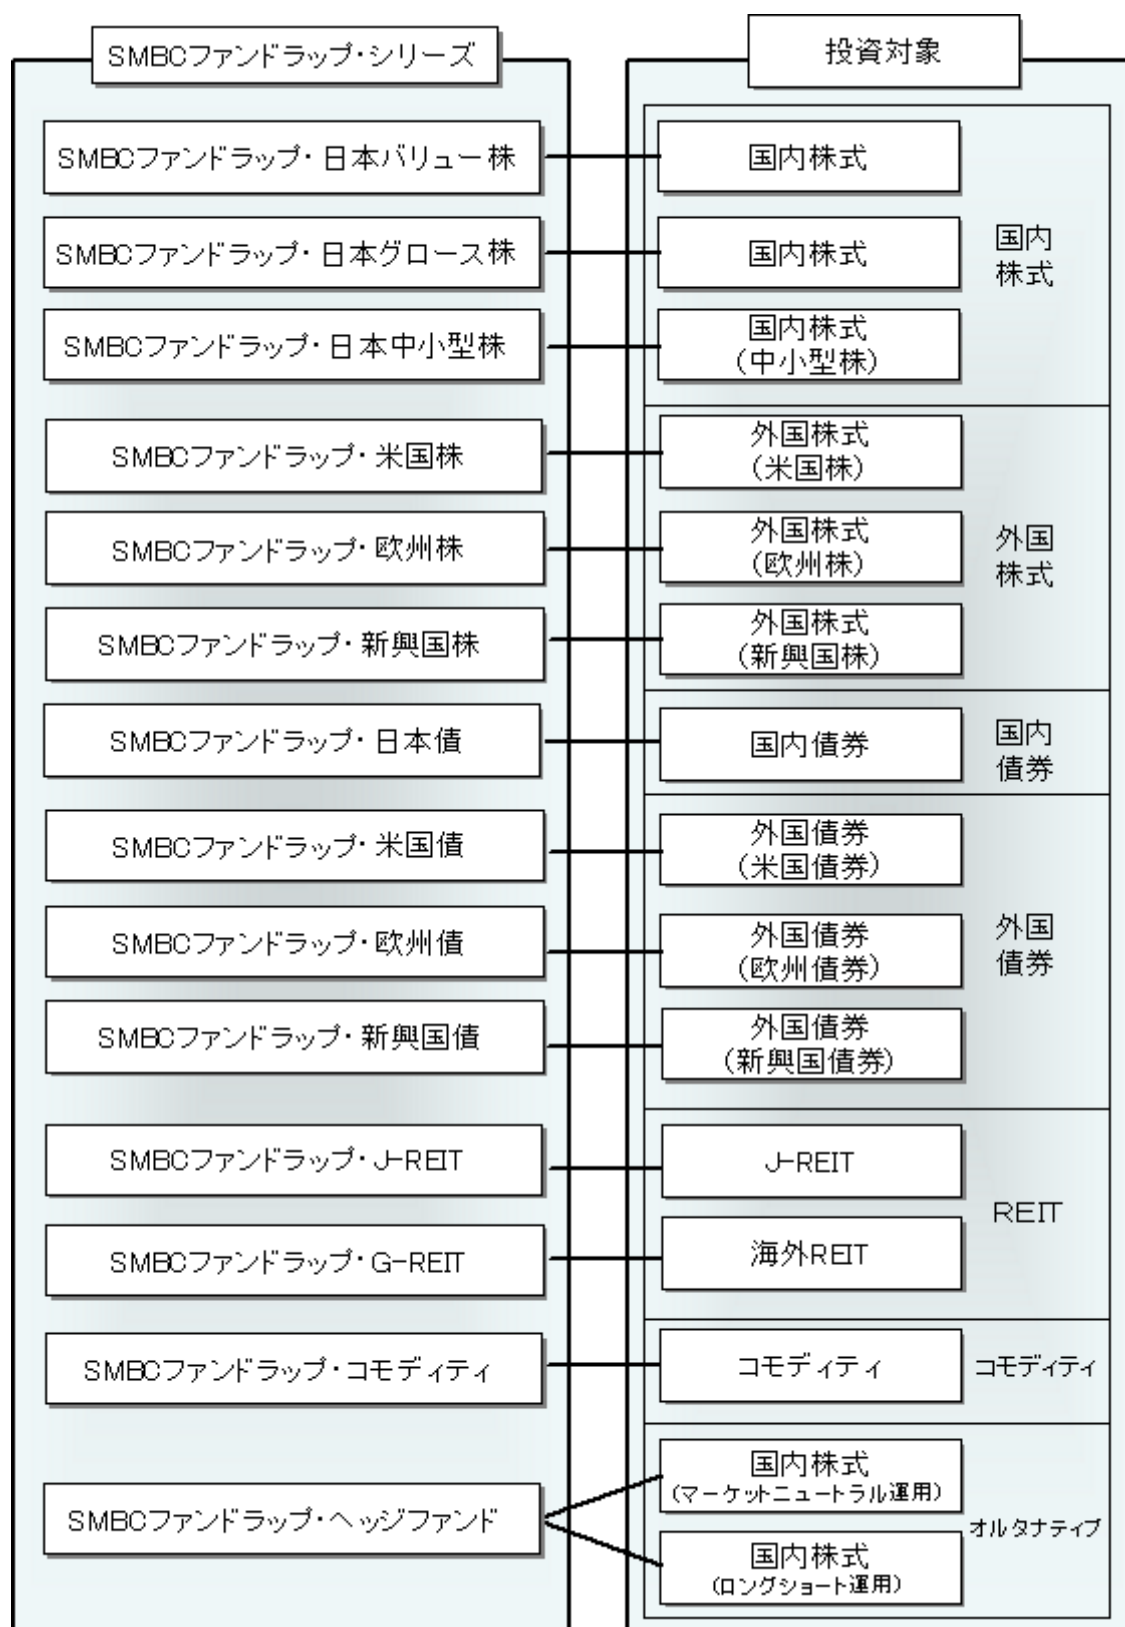 SMBCファンドラップ・シリーズ
投資対象
SMBCファンドラップ・日本バリュー株
国内株式
SMBCファンドラップ・日本グロース株
国内株式
国内
株式
SMBCファンドラップ・日本中小型株
国内株式
(中小型株)
SMBCファンドラップ・米国株
外国株式
(米国株)
SMBCファンドラップ・欧州株
外国株式
(欧州株)
外国
株式
SMBCファンドラップ・新興国株
外国株式
(新興国株)
SMBCファンドラップ・日本債
国内債券
国内
債券
SMBCファンドラップ・米国債
外国債券
(米国債券)
SMBCファンドラップ・欧州債
外国債券
(欧州債券)
外国
債券
SMBCファンドラップ・新興国債
外国債券
(新興国債券)
SMBCファンドラップ・J-REIT
J-REIT
REIT
SMBCファンドラップ・G-REIT
海外REIT
SMBCファンドラップ・コモディティ
コモディティ
コモディティ
SMBCファンドラップ・ヘッジファンド
国内株式
(マーケットニュートラル運用)
国内株式
(ロングショート運用)
オルタナティブ